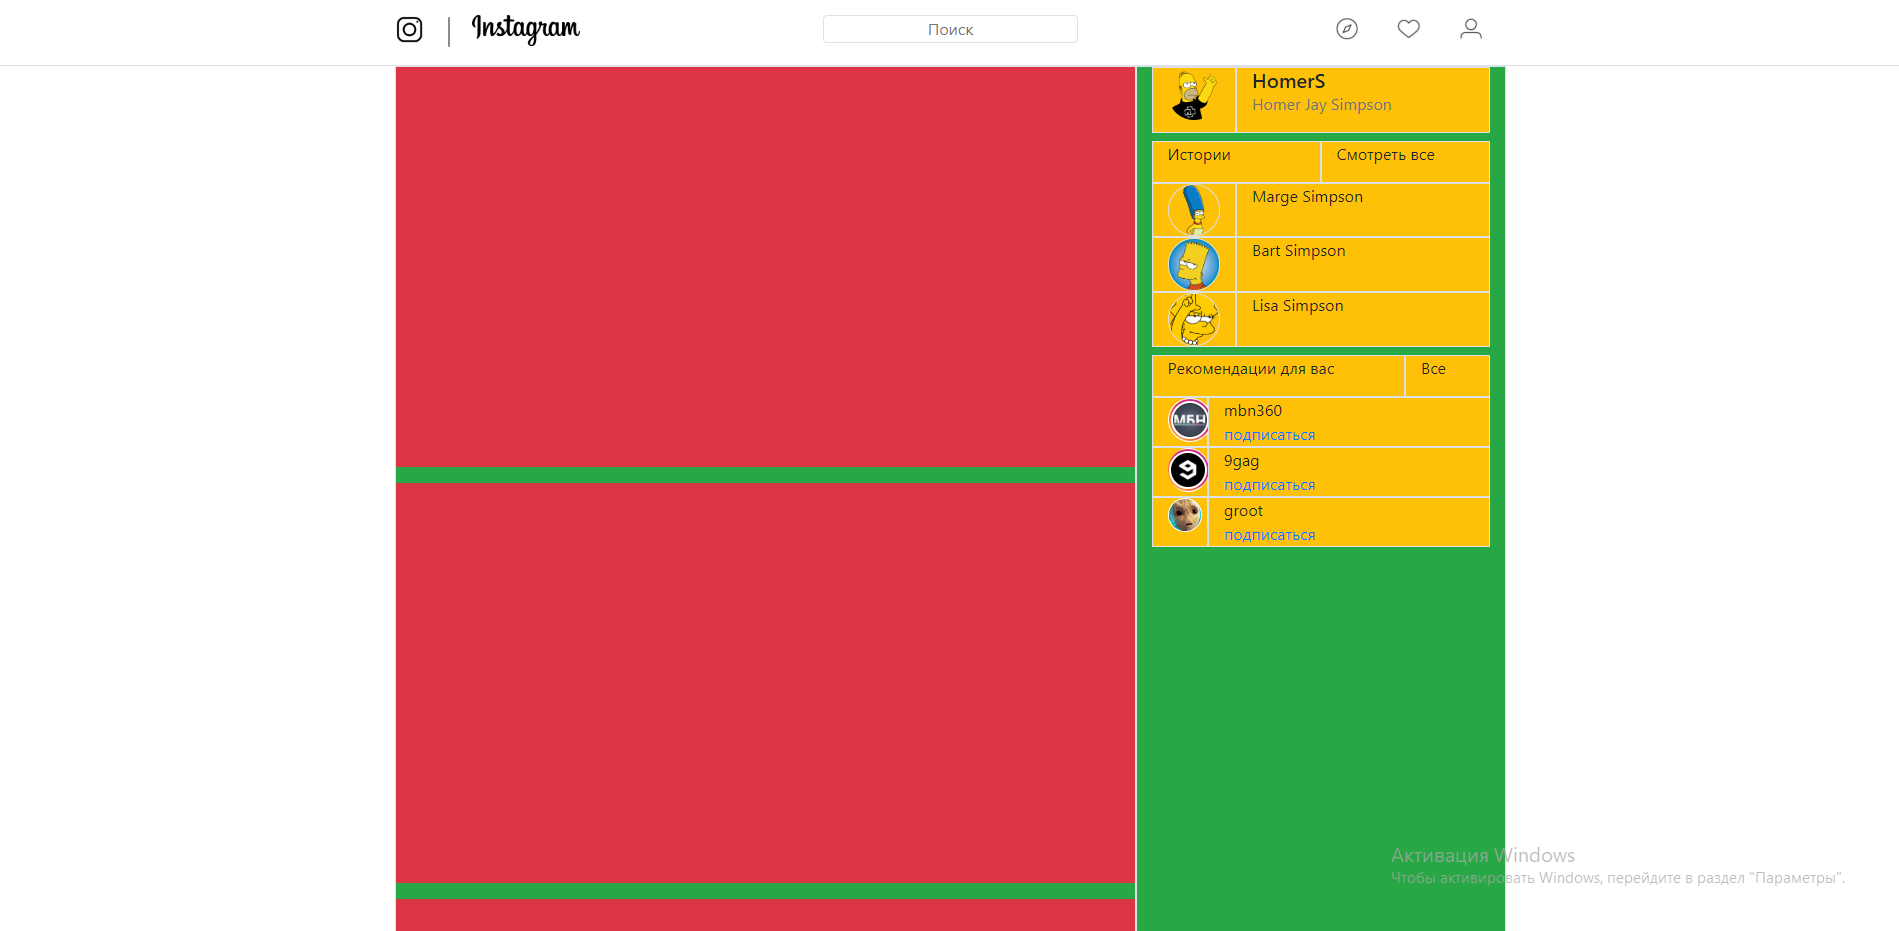 Instagram
Поиск
HomerS
Homer Jay Simpson
Истории
Смотреть все
Marge Simpson
Bart Simpson
Lisa Simpson
Рекомендации для вас
Все
МБН
mbn360
подписаться
9
9gag
подписаться
groot
подписаться
Активация Windows
Чтобы активировать Windows, перейдите в раздел "Параметры".